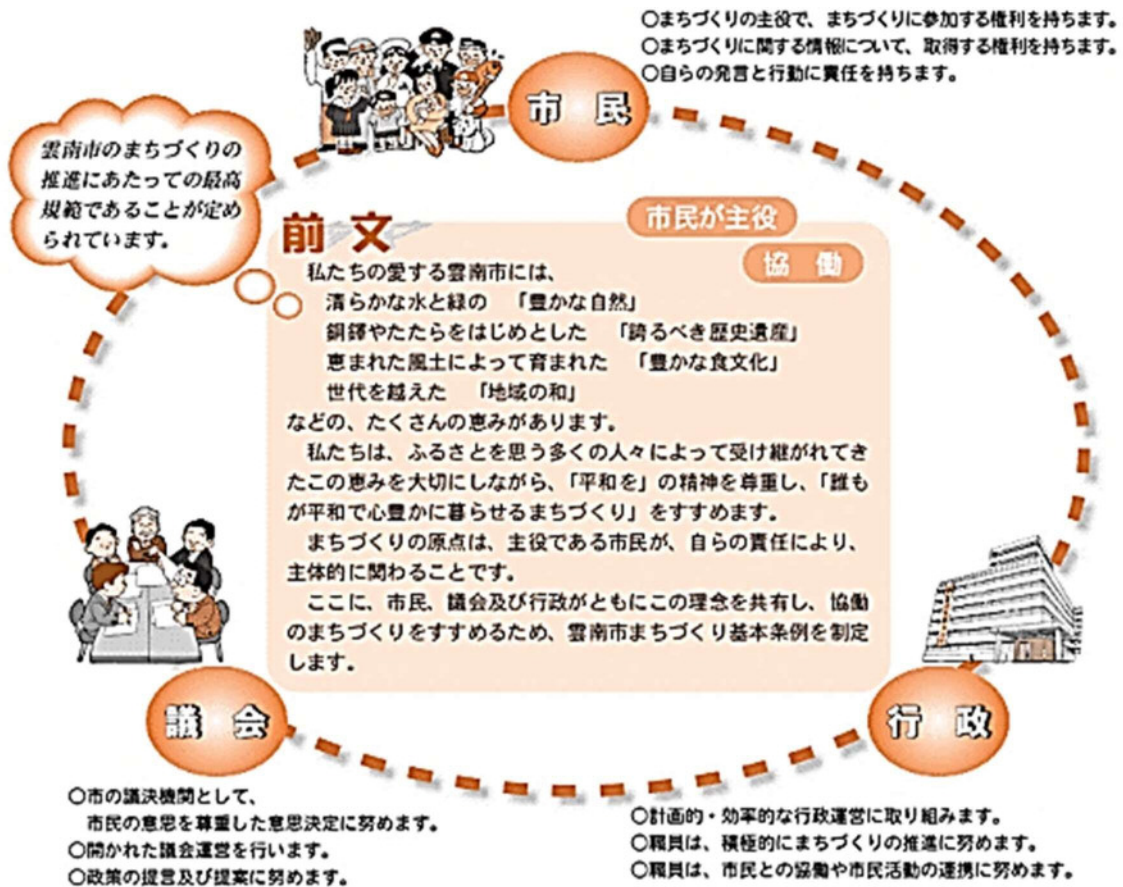 ○まちづくりの主役で、まちづくりに参加する権利を持ちます。
○まちづくりに関する情報について、取得する権利を持ちます。
○自らの発言と行動に責任を持ちます。
市 民
雲南市のまちづくりの
推進にあたっての最高
規範であることが定め
られています。
市民が主役
協 働
前 文
私たちの愛する雲南市には、
清らかな水と緑の 「豊かな自然」
銅鐸やたたらをはじめとした 「誇るべき歴史遺産」
恵まれた風土によって育まれた 「豊かな食文化」
世代を越えた 「地域の和」
などの、たくさんの恵みがあります。
私たちは、ふるさとを思う多くの人々によって受け継がれてき
たこの恵みを大切にしながら、「平和を」の精神を尊重し、「誰も
が平和で心豊かに暮らせるまちづくり」をすすめます。
まちづくりの原点は、主役である市民が、自らの責任により、
主体的に関わることです。
ここに、市民、議会及び行政がともにこの理念を共有し、協働
のまちづくりをすすめるため、雲南市まちづくり基本条例を制定
します。
議 会
○市の議決機関として、
市民の意思を尊重した意思決定に努めます。
○開かれた議会運営を行います。
○政策の提言及び提案に努めます。
行 政
○計画的・効率的な行政運営に取り組みます。
○職員は、積極的にまちづくりの推進に努めます。
○職員は、市民との協働や市民活動の連携に努めます。